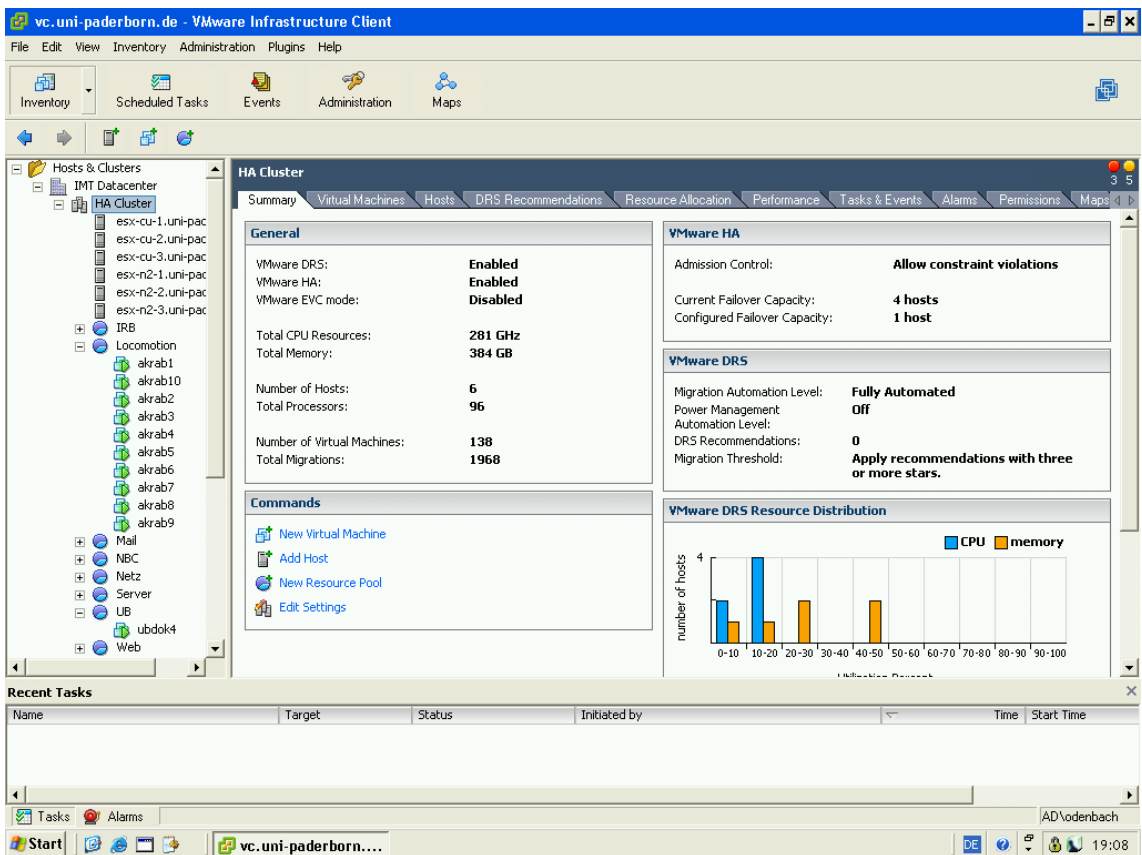 vc.uni-paderborn.de - VMware Infrastructure Client
File Edit View Inventory Administration Plugins Help
Inventory Scheduled Tasks Events Administration Maps
Hosts & Clusters
IMT Datacenter
HA Cluster
esx-cu-1.uni-pac
esx-cu-2.uni-pac
esx-cu-3.uni-pac
esx-n2-1.uni-pac
esx-n2-2.uni-pac
esx-n2-3.uni-pac
IRB
Locomotion
akrab1
akrab10
akrab2
akrab3
akrab4
akrab5
akrab6
akrab7
akrab8
akrab9
Mail
NBC
Netz
Server
UB
ubdok4
Web
HA Cluster
3 5
Summary Virtual Machines Hosts DRS Recommendations Resource Allocation Performance Tasks & Events Alarms Permissions Maps
General
VMware DRS: Enabled
VMware HA: Enabled
VMware EVC mode: Disabled
Total CPU Resources: 281 GHz
Total Memory: 384 GB
Number of Hosts: 6
Total Processors: 96
Number of Virtual Machines: 138
Total Migrations: 1968
Commands
New Virtual Machine
Add Host
New Resource Pool
Edit Settings
VMware HA
Admission Control: Allow constraint violations
Current Failover Capacity: 4 hosts
Configured Failover Capacity: 1 host
VMware DRS
Migration Automation Level: Fully Automated
Power Management Off
Automation Level:
DRS Recommendations: 0
Migration Threshold: Apply recommendations with three
or more stars.
VMware DRS Resource Distribution
CPU memory
4
number of hosts
0-10 10-20 20-30 30-40 40-50 50-60 60-70 70-80 80-90 90-100
Recent Tasks
Name Target Status Initiated by Time Start Time
Tasks Alarms AD\odenbach
Start vc.uni-paderborn.... DE 19:08